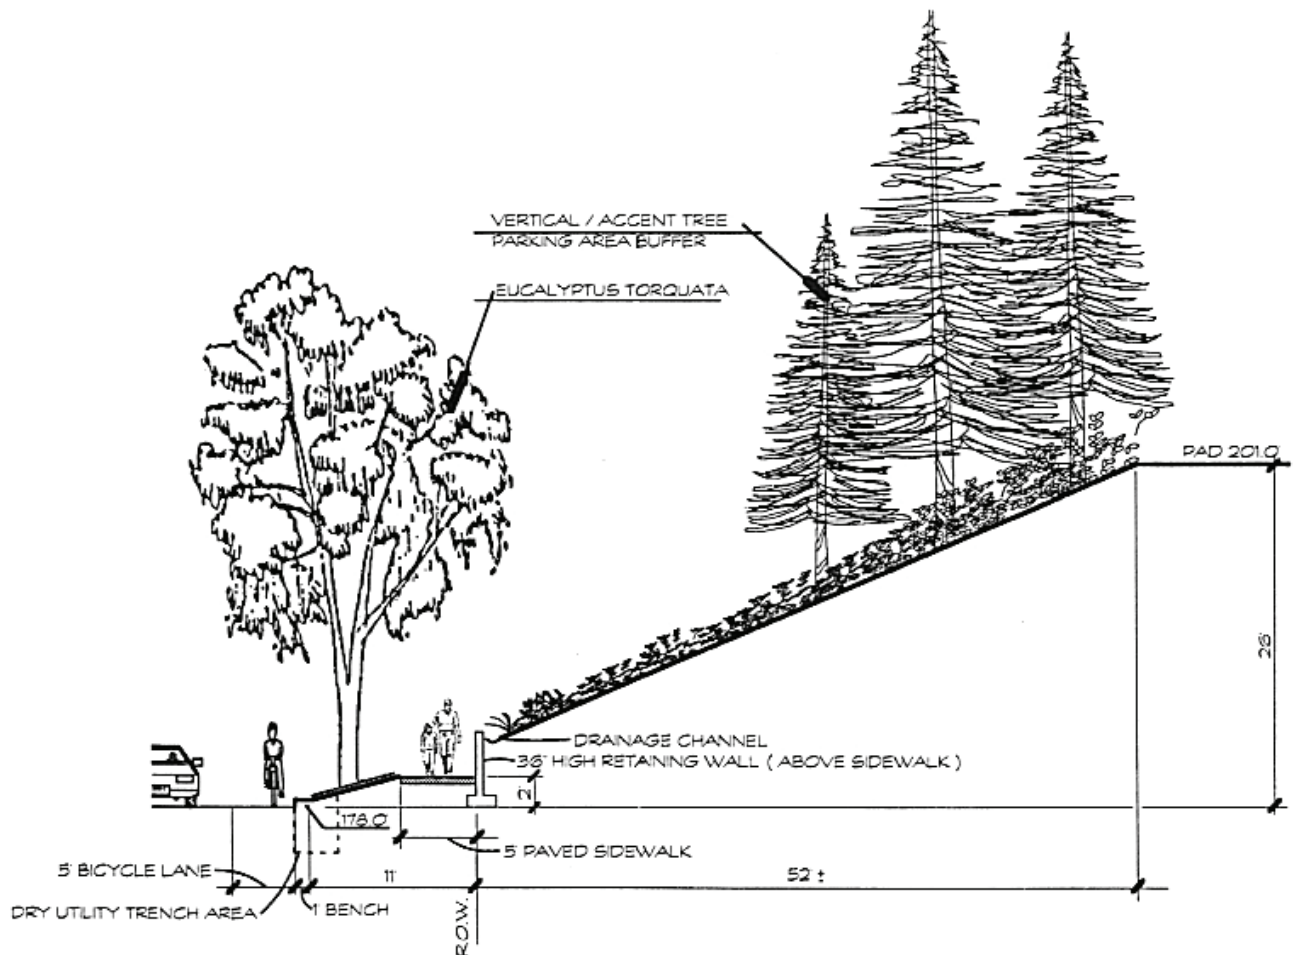 VERTICAL / ACCENT TREE
PARKING AREA BUFFER
EUCALYPTUS TORQUATA
PAD 201.0'
DRAINAGE CHANNEL
36" HIGH RETAINING WALL ( ABOVE SIDEWALK )
2'
178.0'
5' PAVED SIDEWALK
5' BICYCLE LANE
11'
52' ±
DRY UTILITY TRENCH AREA
1' BENCH
R.O.W.